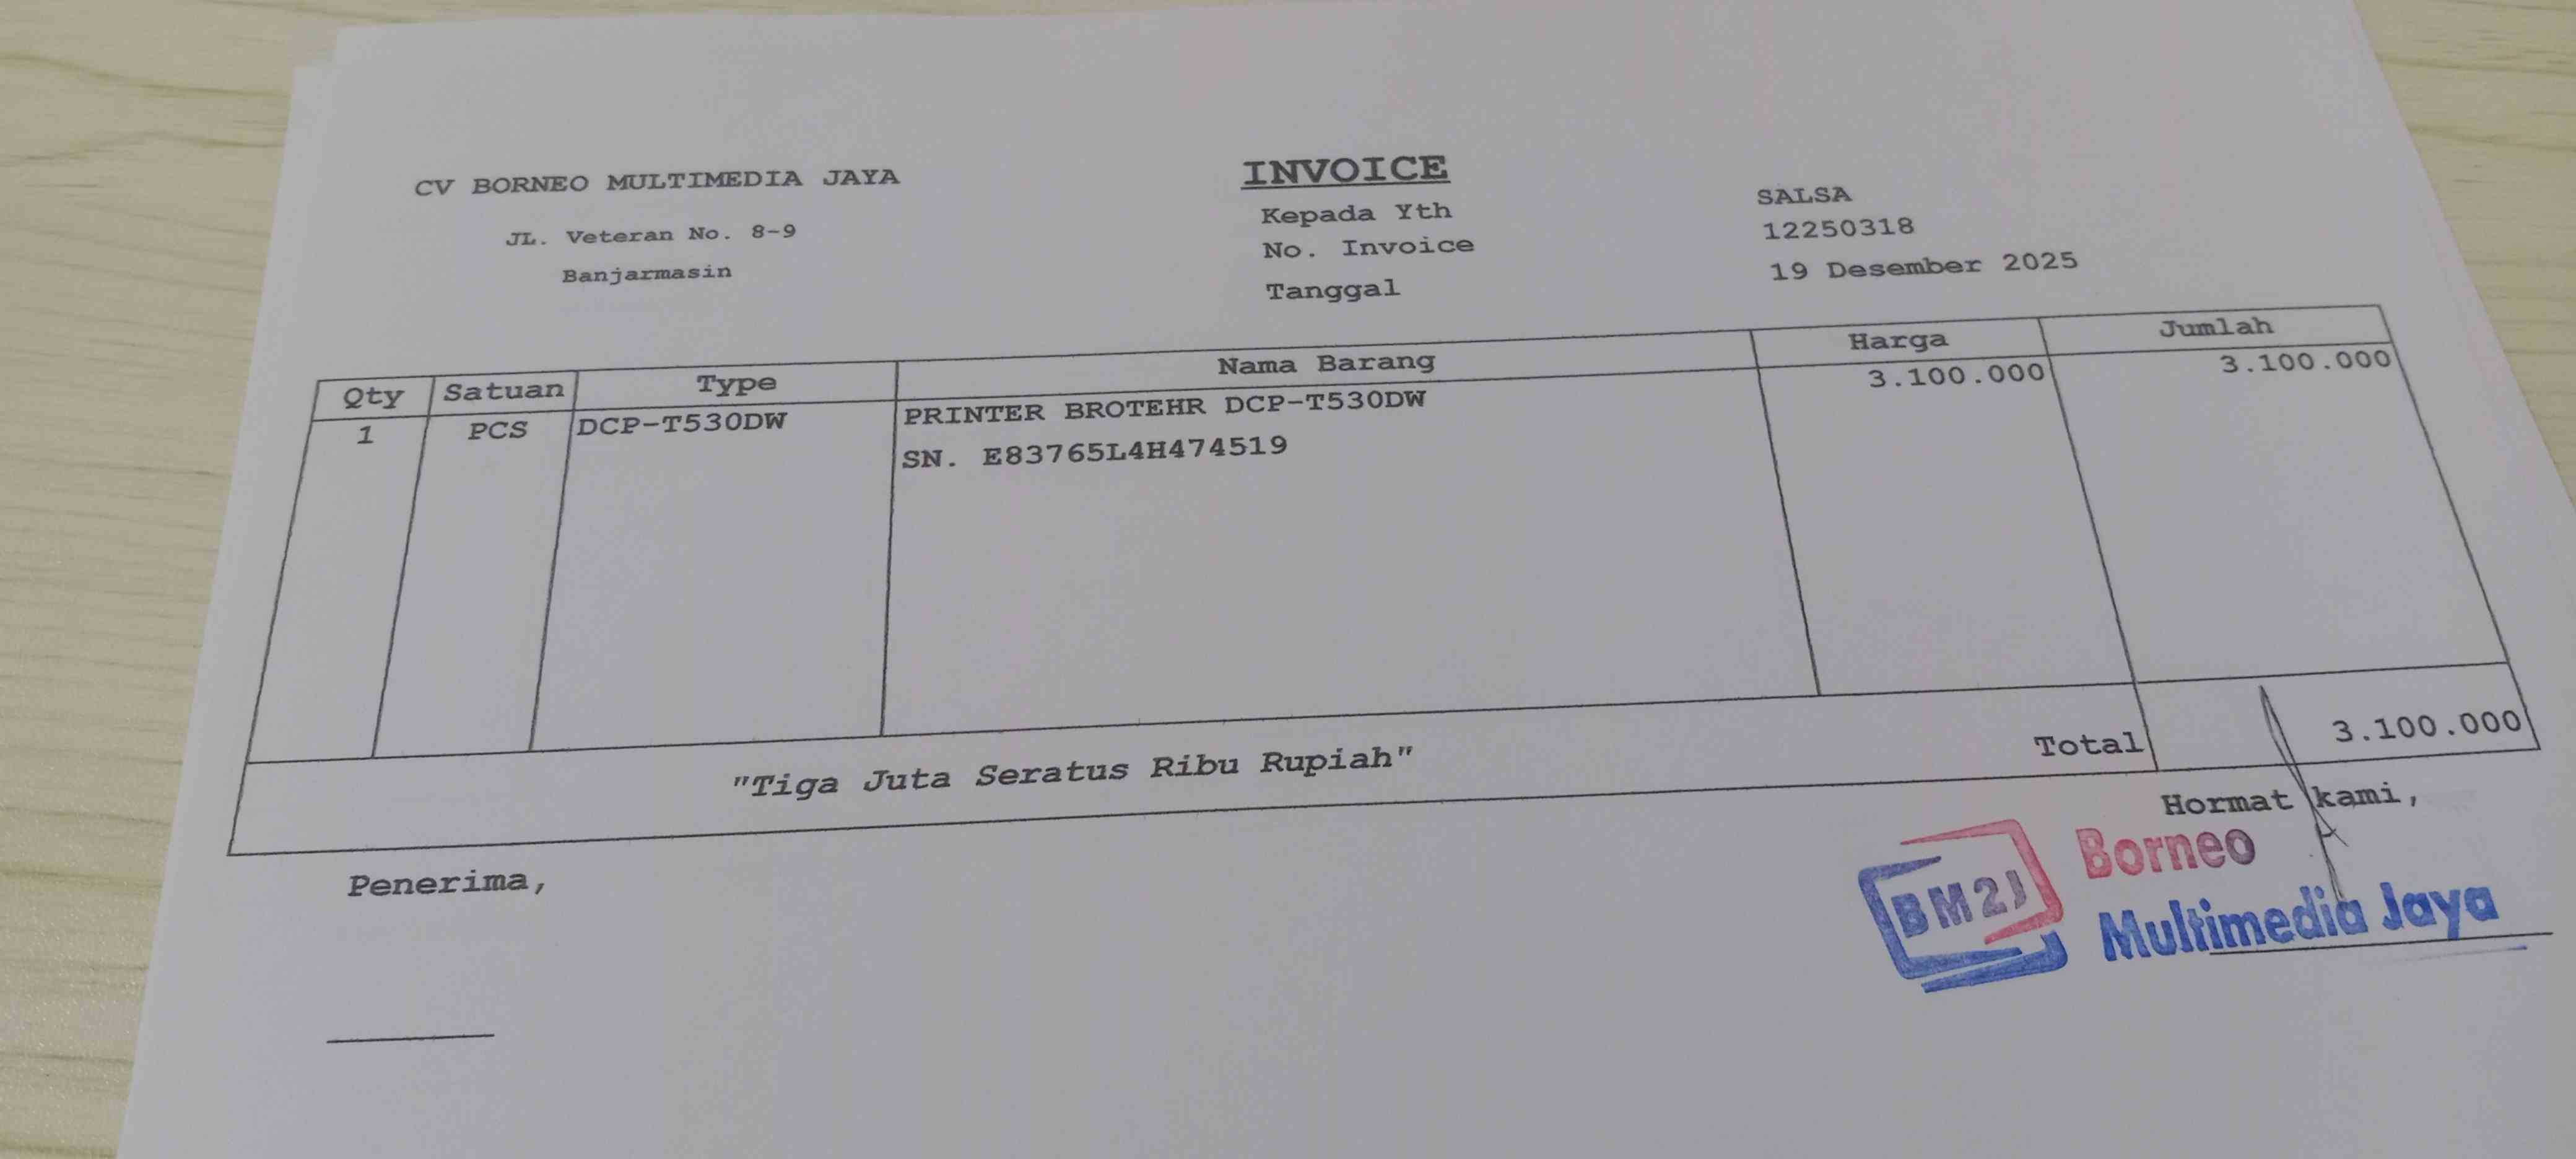 INVOICE
CV BORNEO MULTIMEDIA JAYA
JL. Veteran No. 8-9
Banjarmasin
Kepada Yth SALSA
No. Invoice 12250318
Tanggal 19 Desember 2025
Qty Satuan Type Nama Barang Harga Jumlah
1 PCS DCP-T530DW PRINTER BROTEHR DCP-T530DW 3.100.000 3.100.000
SN. E83765L4H474519
"Tiga Juta Seratus Ribu Rupiah" Total 3.100.000
Penerima, Hormat kami,
BM2J Borneo
Multimedia Jaya